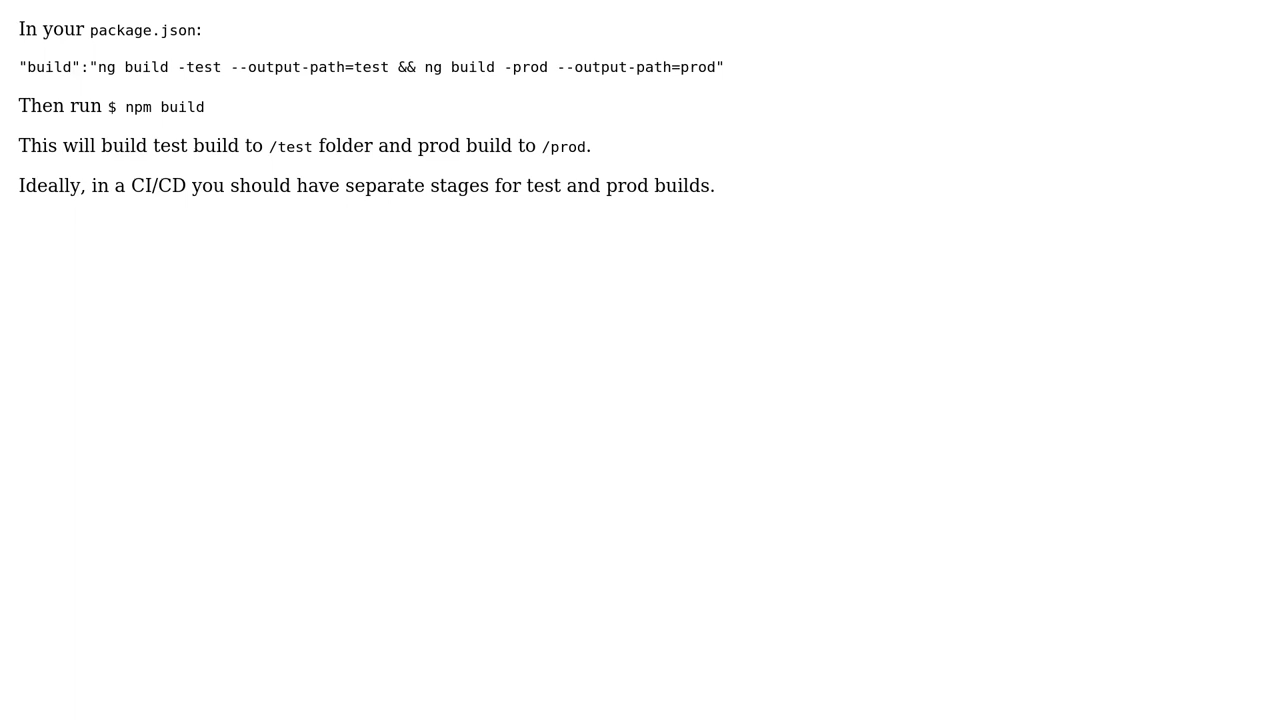 In your package.json:
"build":"ng build -test --output-path=test && ng build -prod --output-path=prod"
Then run $ npm build
This will build test build to /test folder and prod build to /prod.
Ideally, in a CI/CD you should have separate stages for test and prod builds.